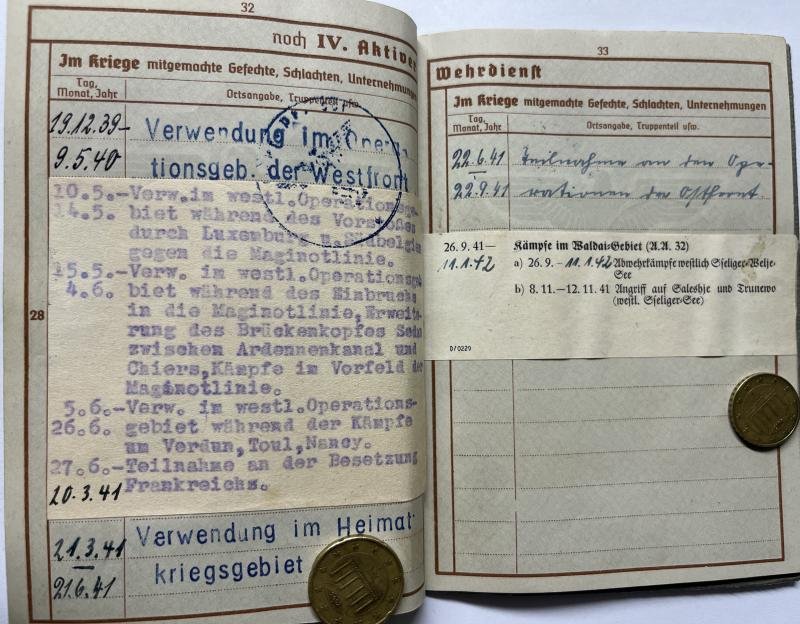 32
noch IV. Aktiver
Im Kriege mitgemachte Gefechte, Schlachten, Unternehmungen
Tag, Monat, Jahr
Ortsangabe, Truppenteil usw.
19.12.39-
9.5.40
Verwendung im Opera-
tionsgeb. der Westfront
10.5.-Verw.im westl.Operationsge-
14.5. biet während des Vorstoßes
durch Luxemburg u.Südbelgie
gegen die Maginotlinie.
15.5.-Verw. im westl.Operationsge
4.6. biet während des Einbruchs
in die Maginotlinie,Erweite-
rung des Brückenkopfes Seda
zwischen Ardennenkanal und
Chiers,Kämpfe im Vorfeld der
Maginotlinie.
5.6.-Verw. im westl.Operations-
26.6. gebiet während der Kämpfe
um Verdun,Toul,Nancy.
27.6.-Teilnahme an der Besetzung
20.3.41 Frankreichs.
28
21.3.41
21.6.41
Verwendung im Heimat-
kriegsgebiet
33
Wehrdienst
Im Kriege mitgemachte Gefechte, Schlachten, Unternehmungen
Tag, Monat, Jahr
Ortsangabe, Truppenteil usw.
22.6.41 Teilnahme an den Ope-
22.9.41 rationen der Ostfront.
26.9.41— Kämpfe im Waldai-Gebiet (A.A. 32)
11.1.42 a) 26.9.–11.1.42 Abwehrkämpfe westlich Sseliger-Welje-
See
b) 8.11.—12.11.41 Angriff auf Saleshje und Trunewo
(westl. Sseliger-See)
D/0229